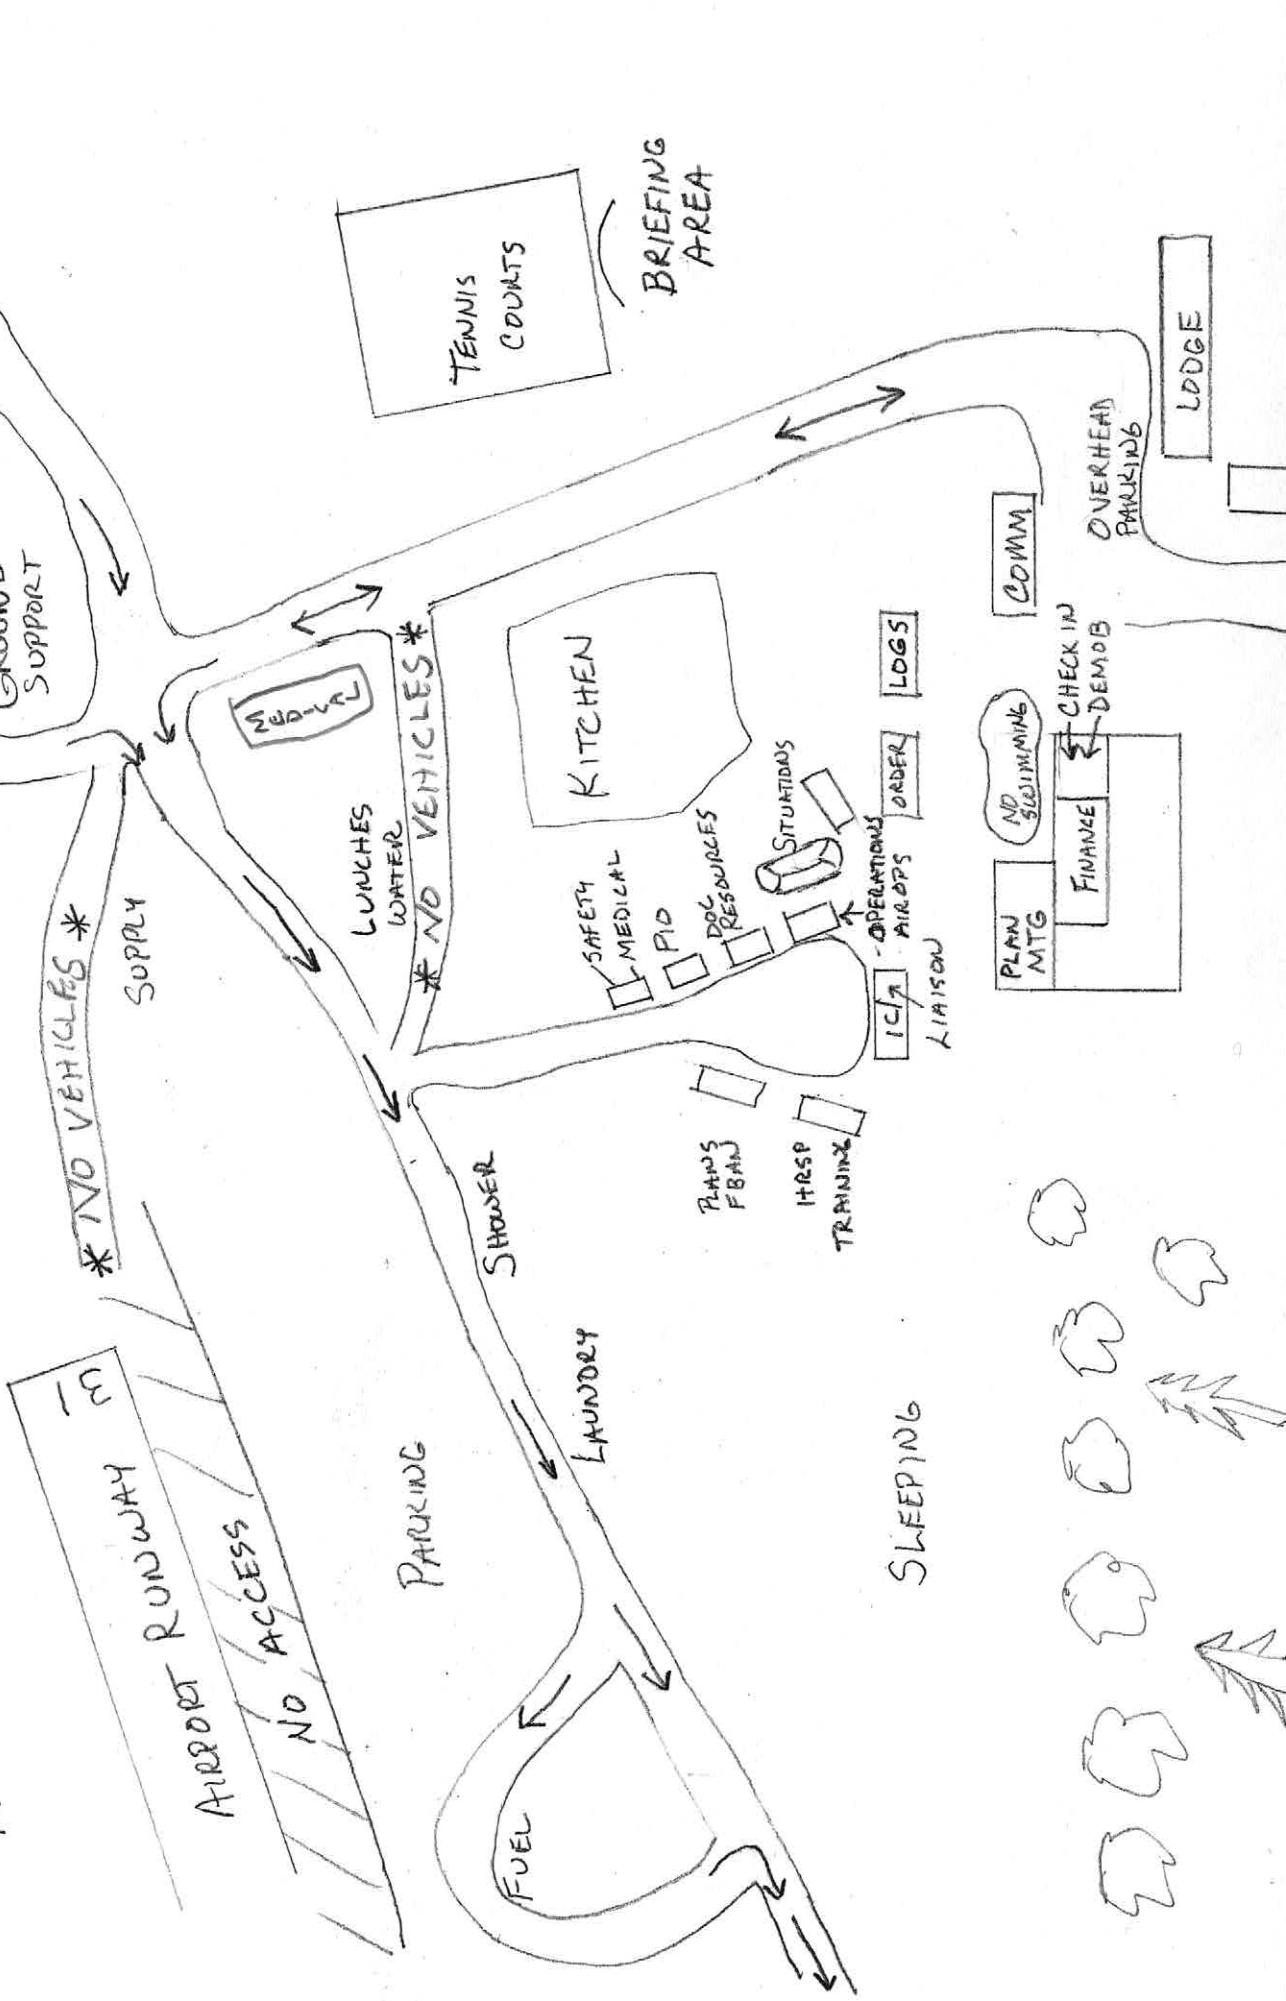 GROUND
SUPPORT
TENNIS
COURTS
BRIEFING
AREA
LODGE
OVERHEAD
PARKING
COMM
LOGS
ORDER
KITCHEN
* NO VEHICLES *
LUNCHES
WATER
SUPPLY
* NO VEHICLES *
SAFETY
MEDICAL
PIO
DOC
RESOURCES
SITUATIONS
OPERATIONS
AIROPS
IC/
LIAISON
CHECK IN
DEMOB
NO
SWIMMING
FINANCE
PLAN
MTG
PLANS
FBAN
HRSP
TRAINING
SHOWER
LAUNDRY
PARKING
SLEEPING
FUEL
AIRPORT RUNWAY
NO ACCESS